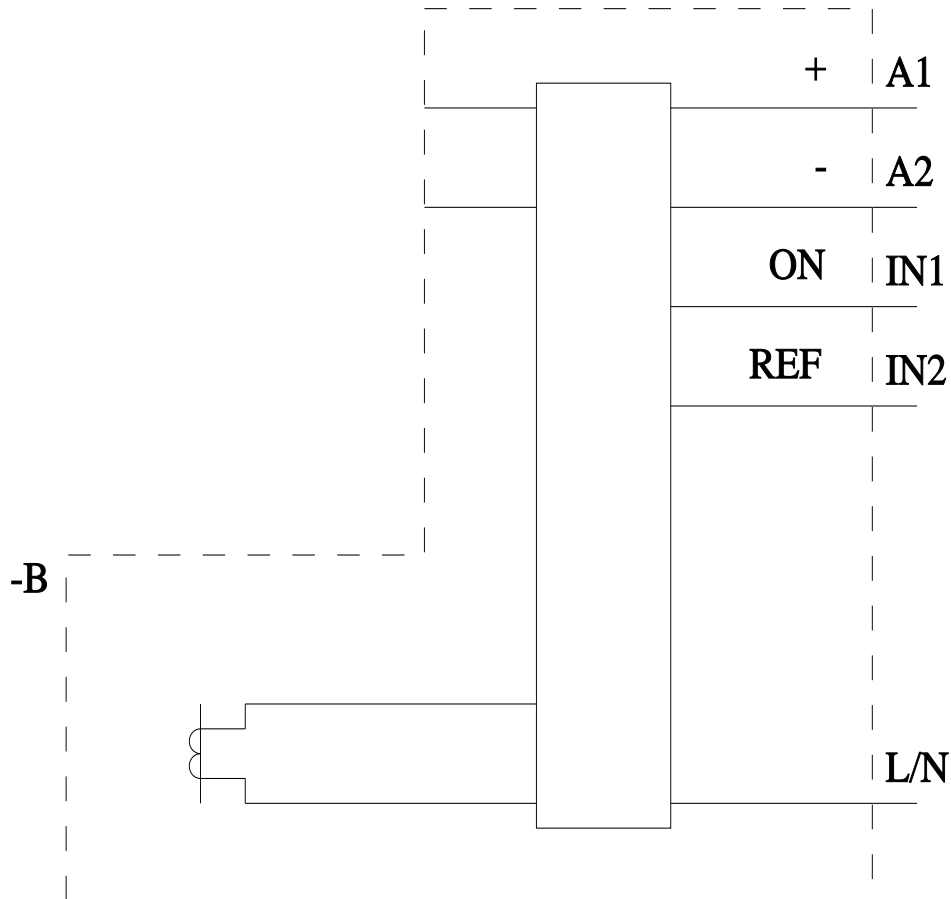 + A1
- A2
ON IN1
REF IN2
-B
L/N